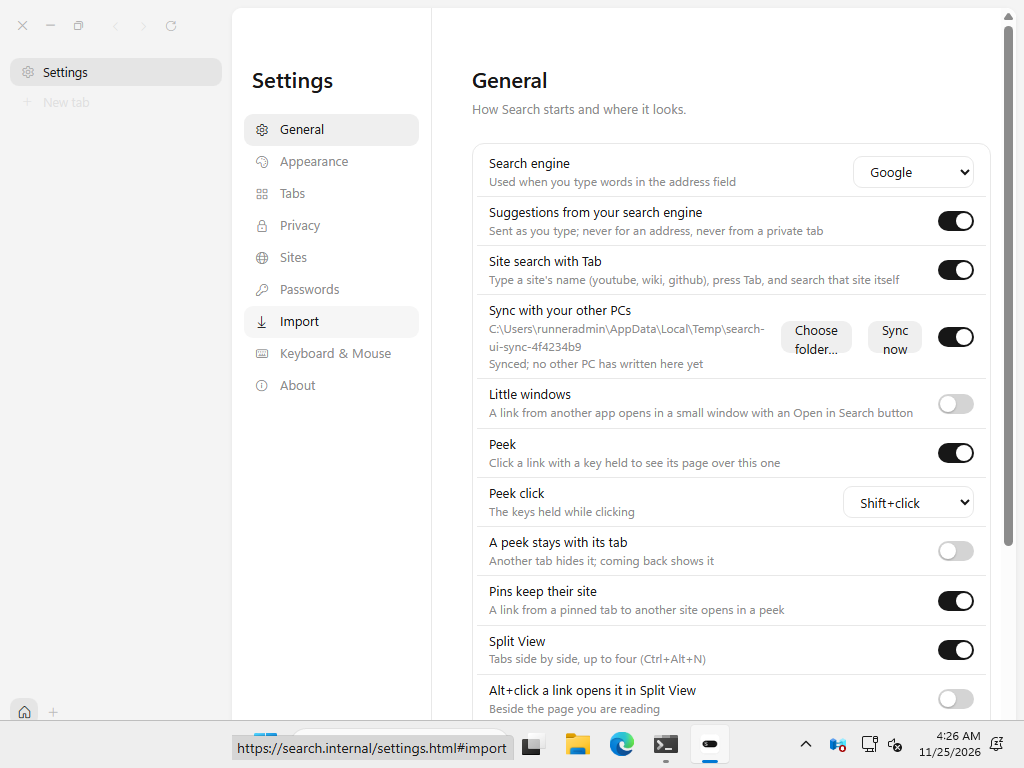 Settings
New tab
Settings
General
Appearance
Tabs
Privacy
Sites
Passwords
Import
Keyboard & Mouse
About
General
How Search starts and where it looks.
Search engine
Used when you type words in the address field
Google
Suggestions from your search engine
Sent as you type; never for an address, never from a private tab
Site search with Tab
Type a site's name (youtube, wiki, github), press Tab, and search that site itself
Sync with your other PCs
C:\Users\runneradmin\AppData\Local\Temp\search-
ui-sync-4f4234b9
Synced; no other PC has written here yet
Choose
folder...
Sync
now
Little windows
A link from another app opens in a small window with an Open in Search button
Peek
Click a link with a key held to see its page over this one
Peek click
The keys held while clicking
Shift+click
A peek stays with its tab
Another tab hides it; coming back shows it
Pins keep their site
A link from a pinned tab to another site opens in a peek
Split View
Tabs side by side, up to four (Ctrl+Alt+N)
Alt+click a link opens it in Split View
Beside the page you are reading
https://search.internal/settings.html#import
4:26 AM
11/25/2026